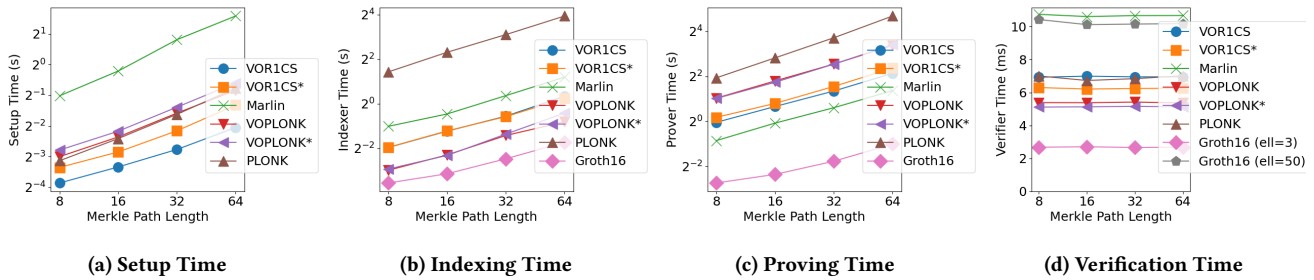 2^1
2^0
2^-1
2^-2
2^-3
2^-4
Setup Time (s)
8 16 32 64
Merkle Path Length
VOR1CS
VOR1CS*
Marlin
VOPLONK
VOPLONK*
PLONK
(a) Setup Time
2^4
2^2
2^0
2^-2
Indexer Time (s)
8 16 32 64
Merkle Path Length
VOR1CS
VOR1CS*
Marlin
VOPLONK
VOPLONK*
PLONK
Groth16
(b) Indexing Time
2^4
2^2
2^0
2^-2
Prover Time (s)
8 16 32 64
Merkle Path Length
VOR1CS
VOR1CS*
Marlin
VOPLONK
VOPLONK*
PLONK
Groth16
(c) Proving Time
10
8
6
4
2
0
Verifier Time (ms)
8 16 32 64
Merkle Path Length
VOR1CS
VOR1CS*
Marlin
VOPLONK
VOPLONK*
PLONK
Groth16 (ell=3)
Groth16 (ell=50)
(d) Verification Time